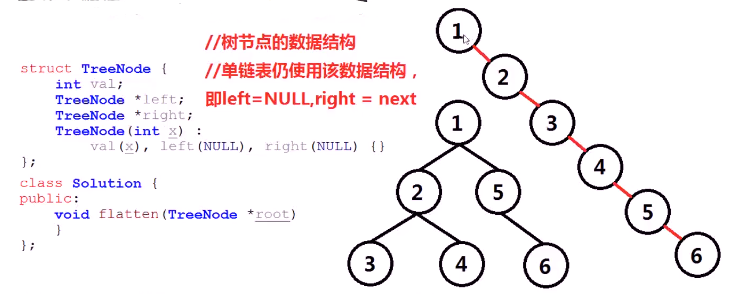 //树节点的数据结构
//单链表仍使用该数据结构，
即left=NULL,right = next
struct TreeNode {
    int val;
    TreeNode *left;
    TreeNode *right;
    TreeNode(int x) :
        val(x), left(NULL), right(NULL) {}
};
class Solution {
public:
    void flatten(TreeNode *root)
    }
};
1
2
5
3
4
6
1
2
3
4
5
6